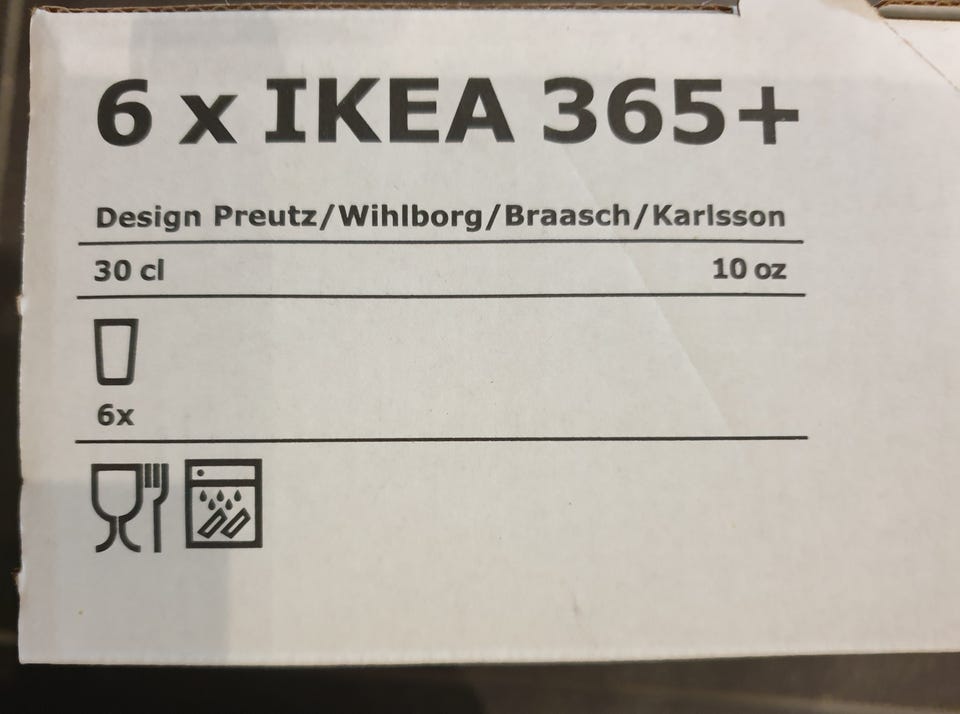 6 x IKEA 365+
Design Preutz/Wihlborg/Braasch/Karlsson
30 cl 10 oz
6x